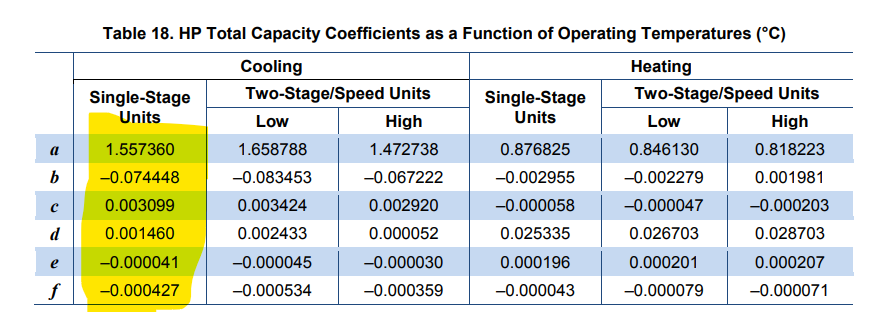 Table 18. HP Total Capacity Coefficients as a Function of Operating Temperatures (°C)
Cooling Heating
Single-Stage Units Two-Stage/Speed Units Single-Stage Units Two-Stage/Speed Units
Low High Low High
a 1.557360 1.658788 1.472738 0.876825 0.846130 0.818223
b –0.074448 –0.083453 –0.067222 –0.002955 –0.002279 0.001981
c 0.003099 0.003424 0.002920 –0.000058 –0.000047 –0.000203
d 0.001460 0.002433 0.000052 0.025335 0.026703 0.028703
e –0.000041 –0.000045 –0.000030 0.000196 0.000201 0.000207
f –0.000427 –0.000534 –0.000359 –0.000043 –0.000079 –0.000071